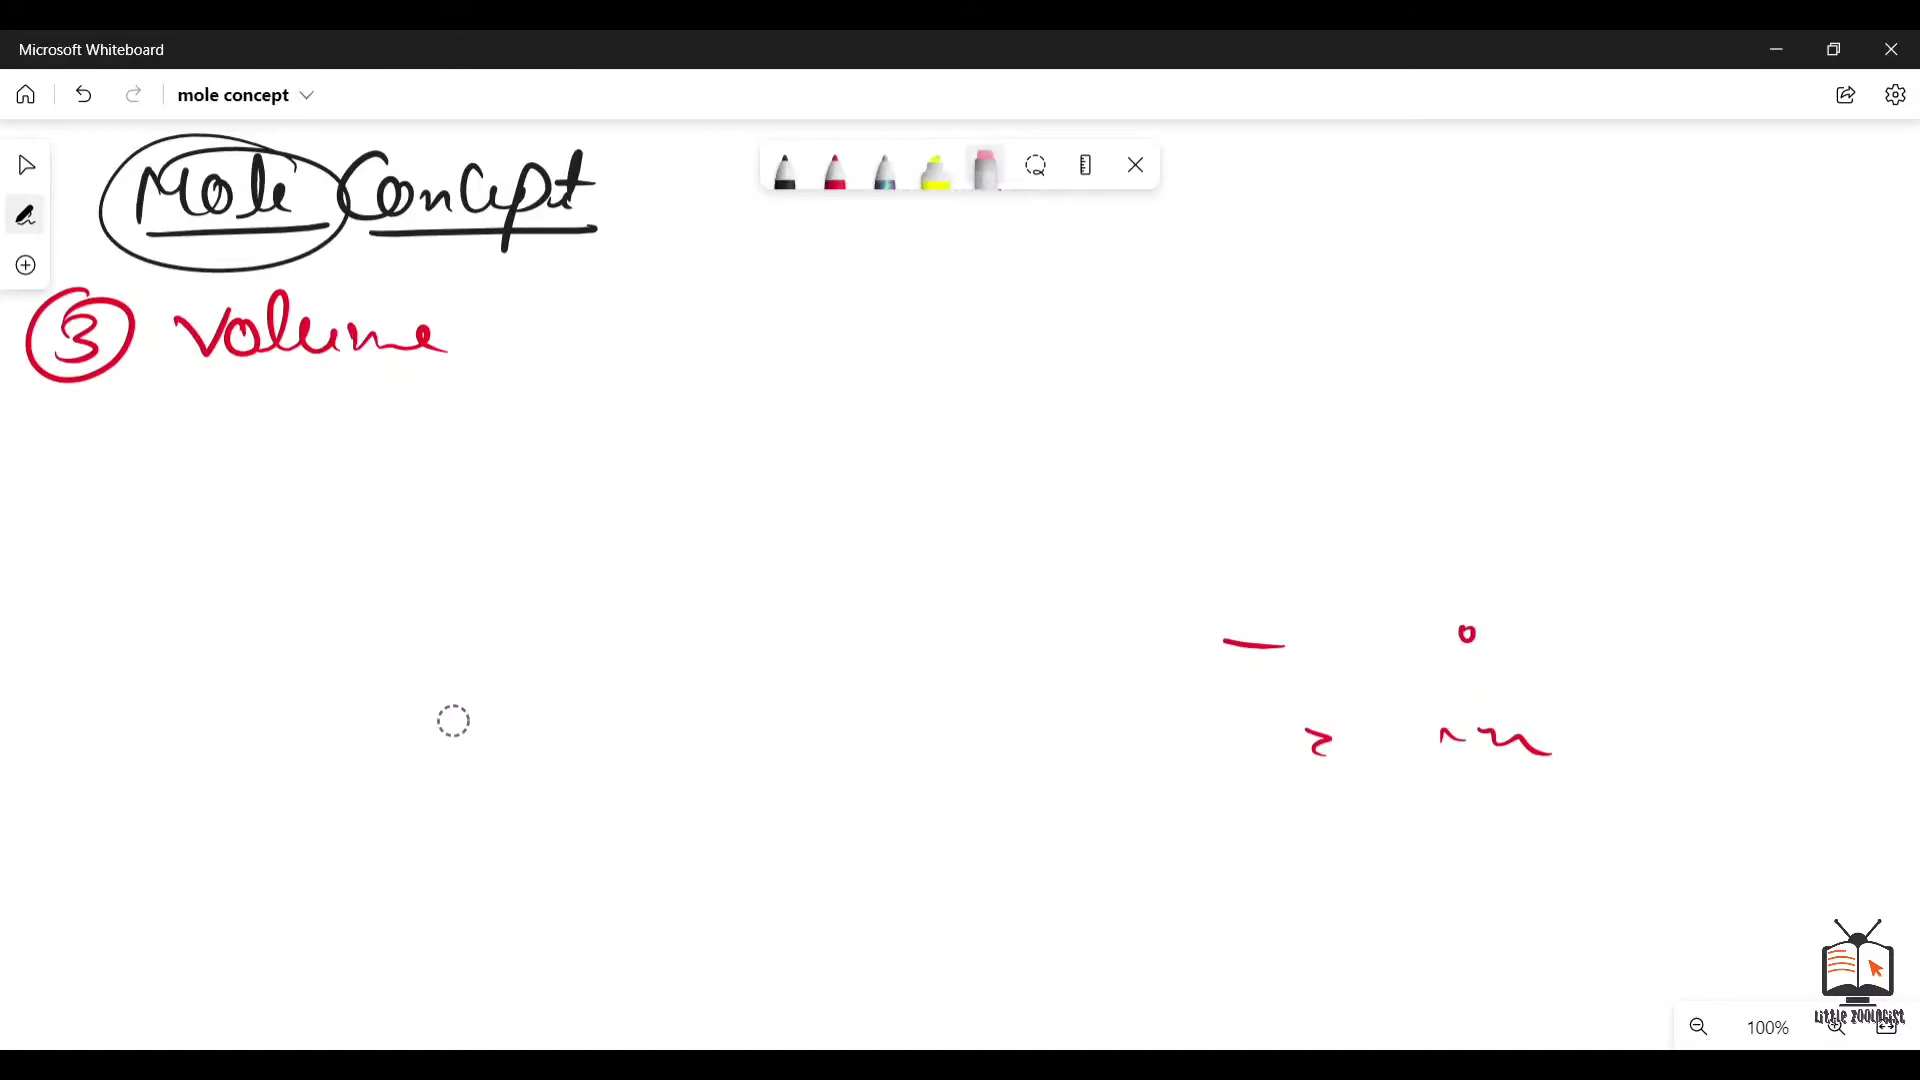 Microsoft Whiteboard
mole concept
Mole Concept
3 Volume
100%
LITTLE ZOOLOGIST